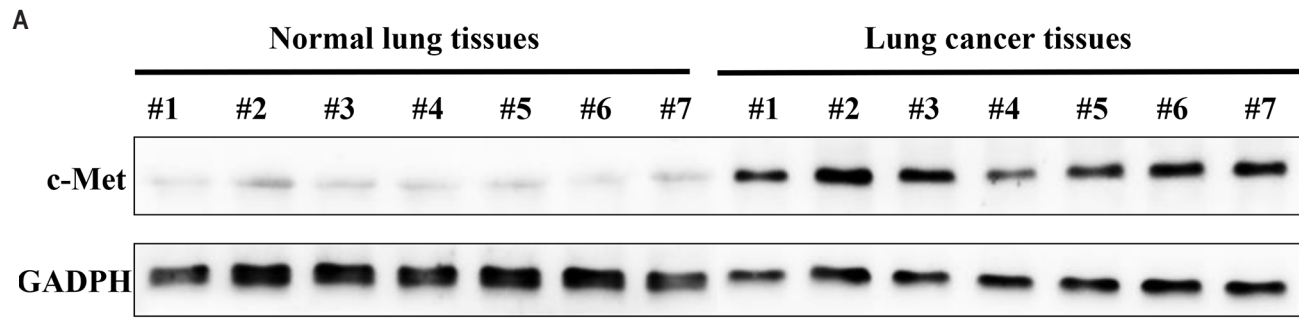 A
Normal lung tissues Lung cancer tissues
#1 #2 #3 #4 #5 #6 #7 #1 #2 #3 #4 #5 #6 #7
c-Met
GADPH